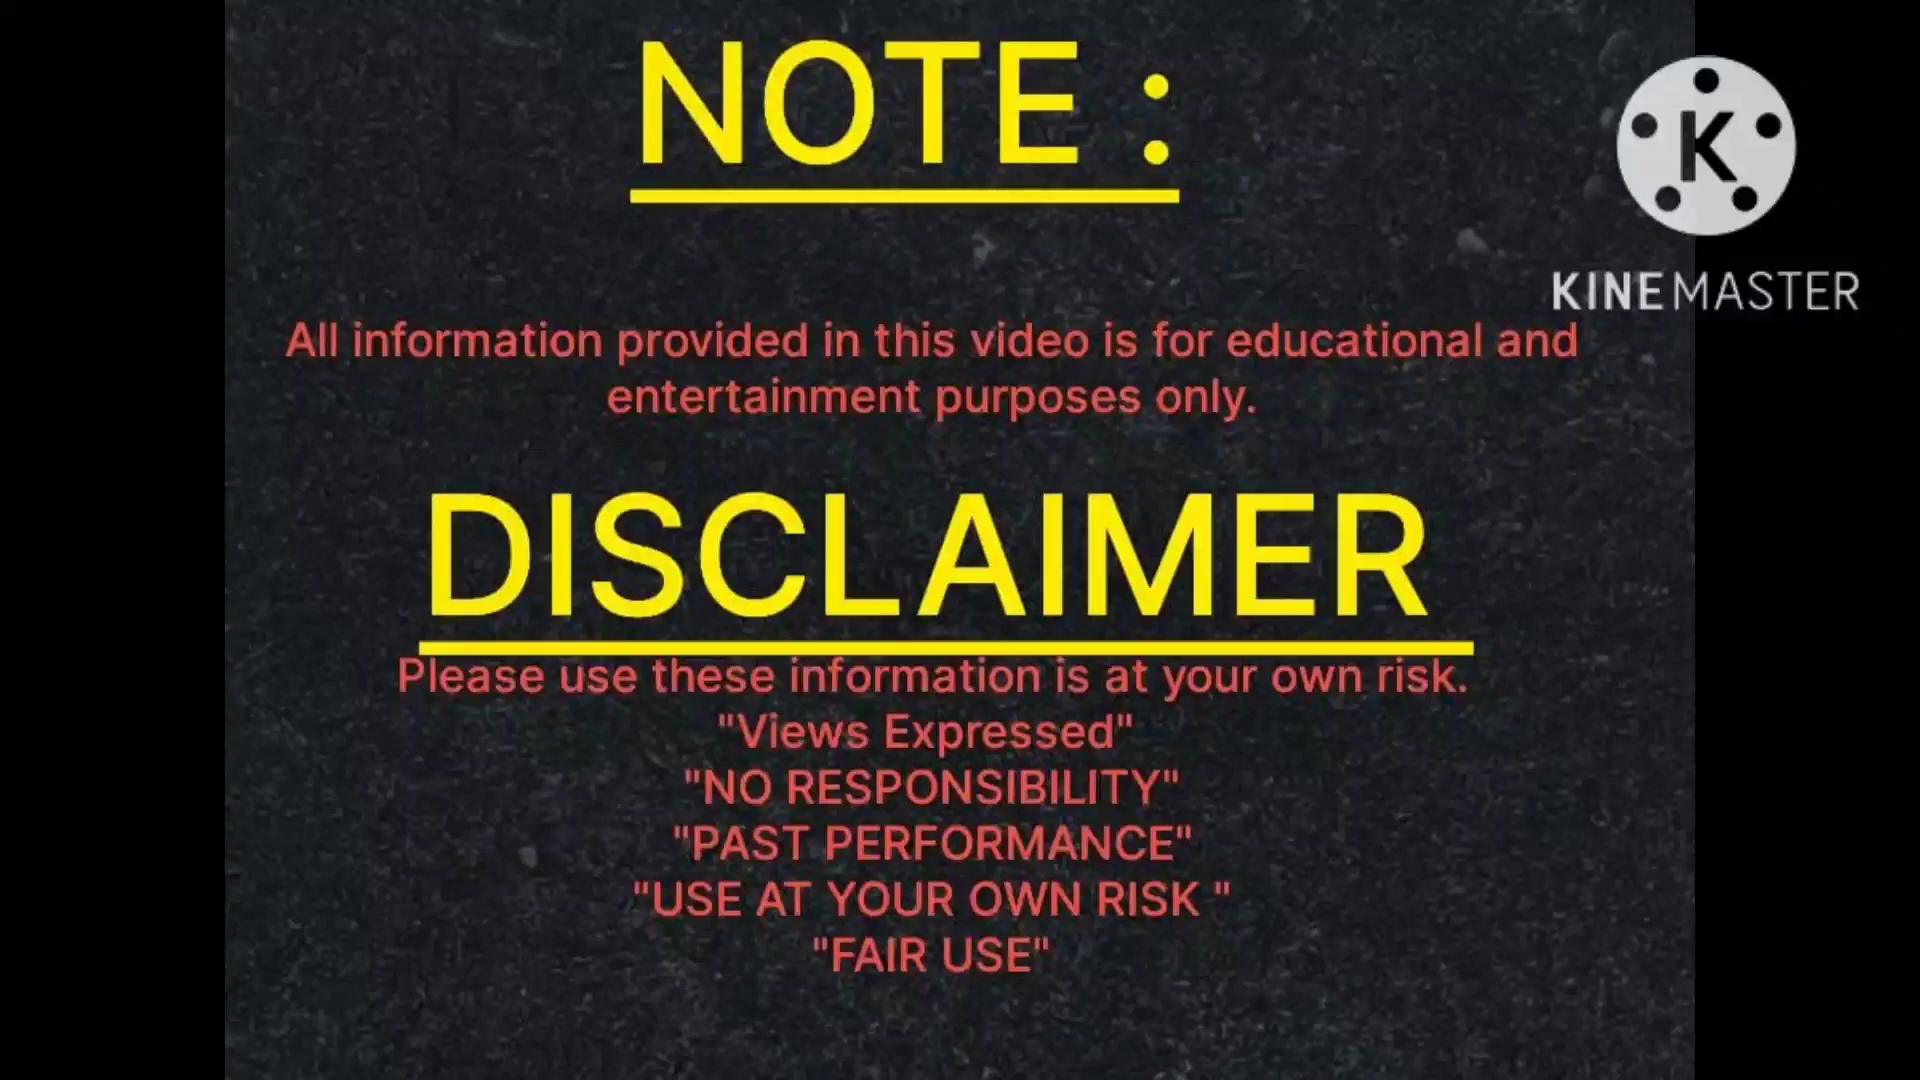 NOTE :
K
KINEMASTER
All information provided in this video is for educational and
entertainment purposes only.
DISCLAIMER
Please use these information is at your own risk.
"Views Expressed"
"NO RESPONSIBILITY"
"PAST PERFORMANCE"
"USE AT YOUR OWN RISK "
"FAIR USE"